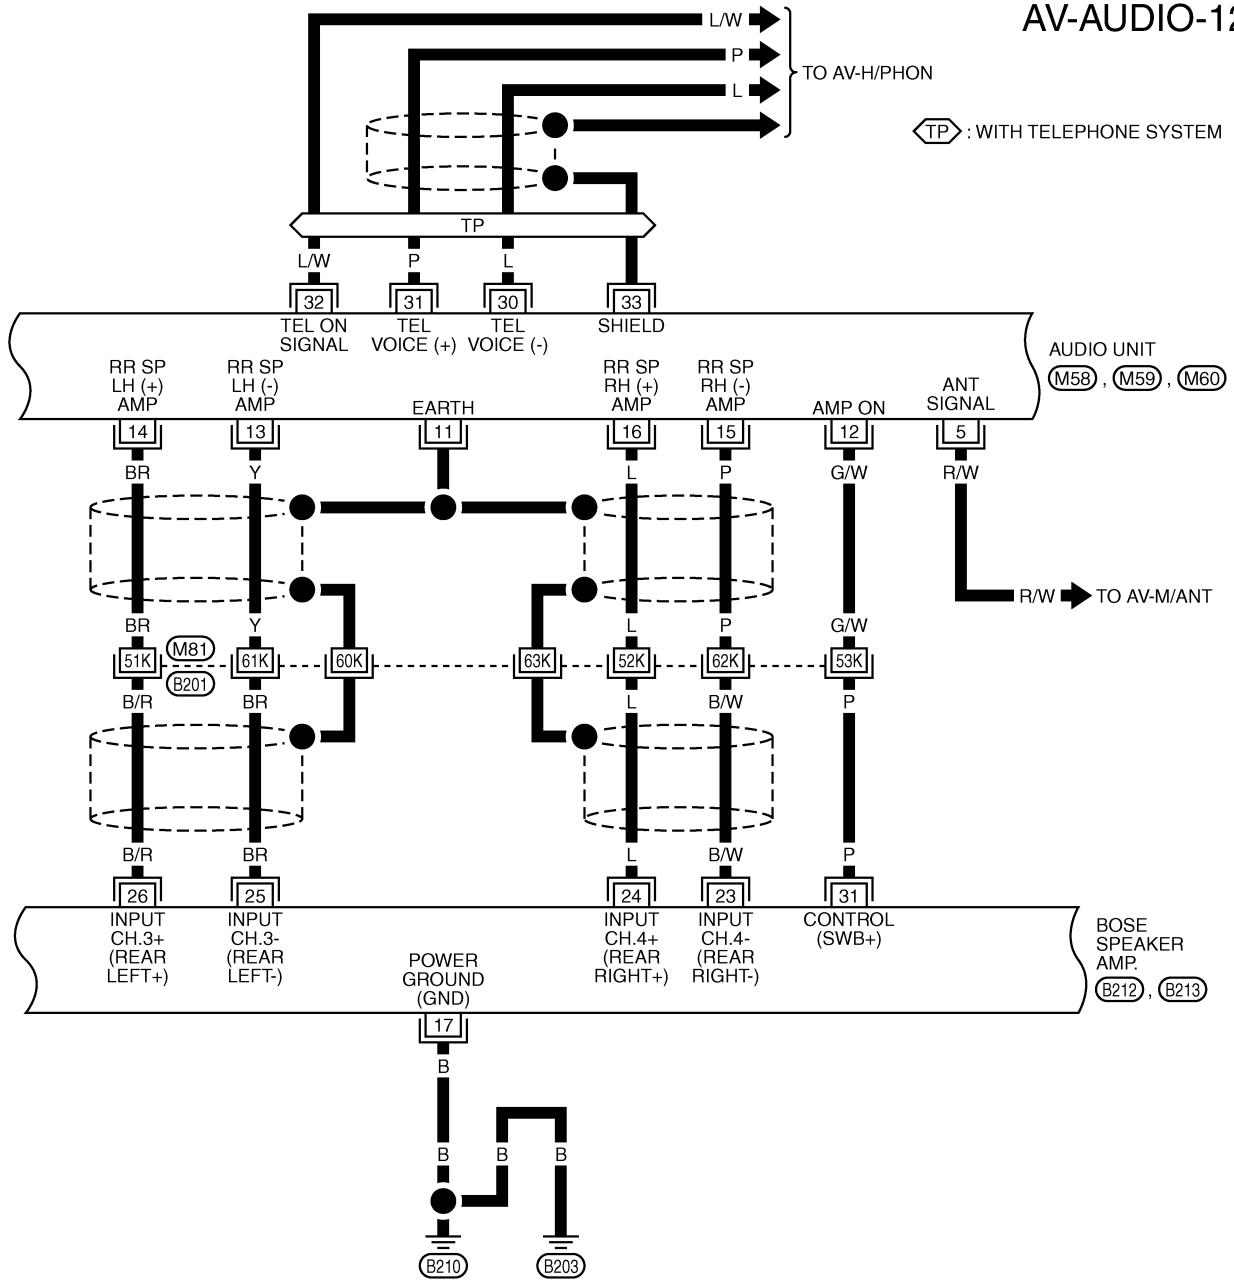 AV-AUDIO-12
L/W
P
TO AV-H/PHON
L
TP : WITH TELEPHONE SYSTEM
TP
L/W P L
32 31 30 33
TEL ON SIGNAL
TEL VOICE (+)
TEL VOICE (-)
SHIELD
AUDIO UNIT
M58 , M59 , M60
RR SP LH (+) AMP
RR SP LH (-) AMP
EARTH
RR SP RH (+) AMP
RR SP RH (-) AMP
AMP ON
ANT SIGNAL
14 13 11 16 15 12 5
BR Y L P G/W R/W
R/W TO AV-M/ANT
BR Y L P G/W
M81
51K 61K 60K 63K 52K 62K 53K
B201
B/R BR L B/W P
B/R BR L B/W P
26 25 24 23 31
INPUT CH.3+ (REAR LEFT+)
INPUT CH.3- (REAR LEFT-)
POWER GROUND (GND)
INPUT CH.4+ (REAR RIGHT+)
INPUT CH.4- (REAR RIGHT-)
CONTROL (SWB+)
BOSE SPEAKER AMP.
B212 , B213
17
B
B B B
B210 B203